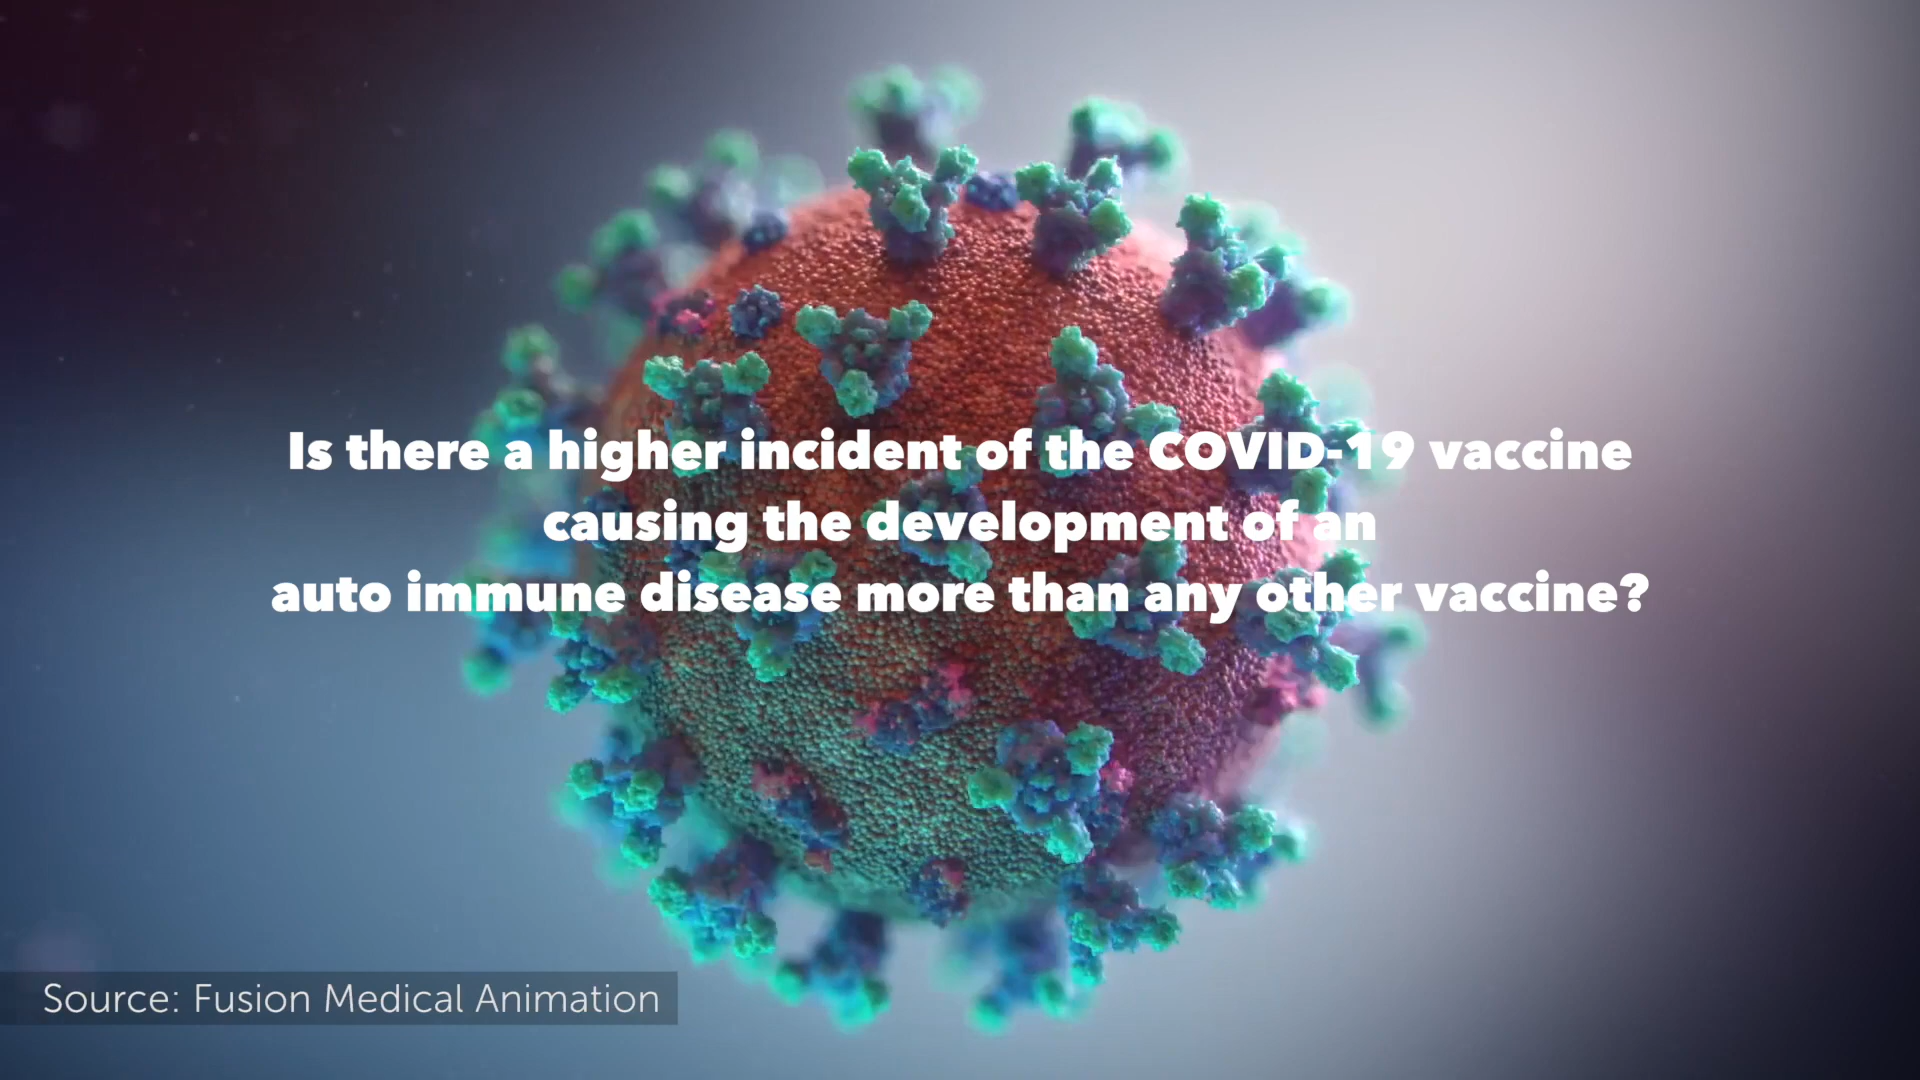 Is there a higher incident of the COVID-19 vaccine
causing the development of an
auto immune disease more than any other vaccine?
Source: Fusion Medical Animation